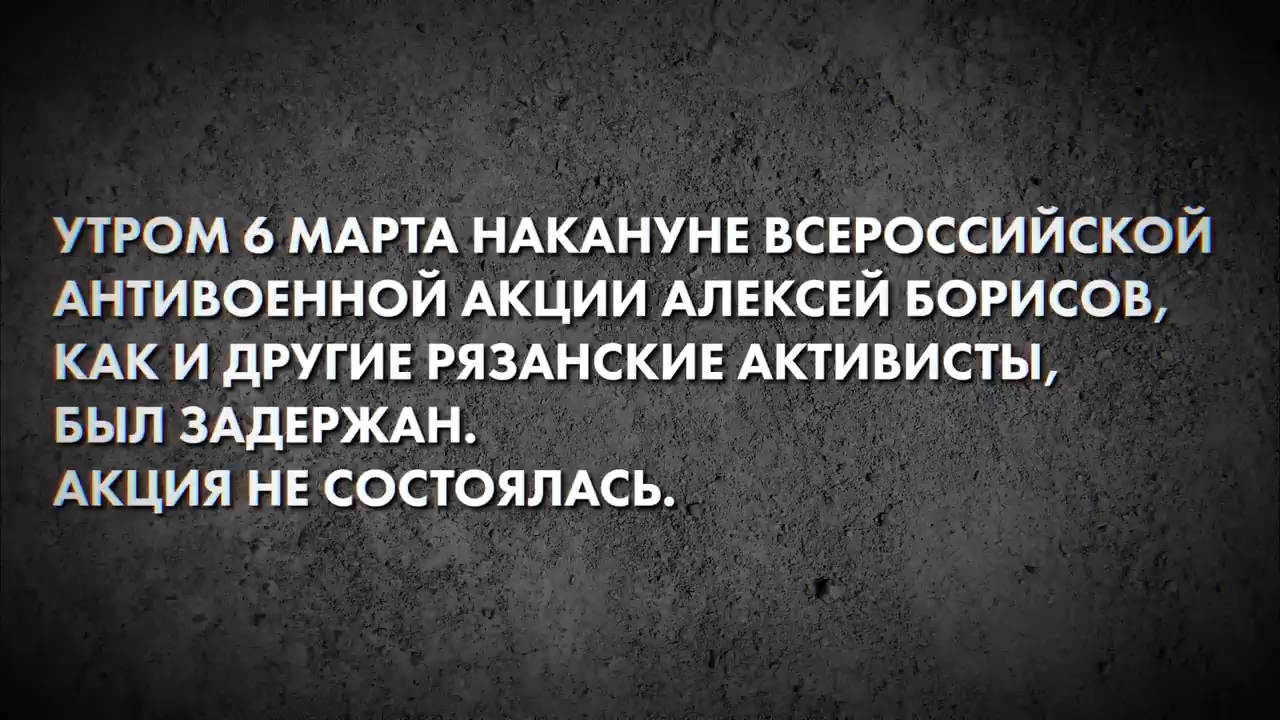 УТРОМ 6 МАРТА НАКАНУНЕ ВСЕРОССИЙСКОЙ
АНТИВОЕННОЙ АКЦИИ АЛЕКСЕЙ БОРИСОВ,
КАК И ДРУГИЕ РЯЗАНСКИЕ АКТИВИСТЫ,
БЫЛ ЗАДЕРЖАН.
АКЦИЯ НЕ СОСТОЯЛАСЬ.